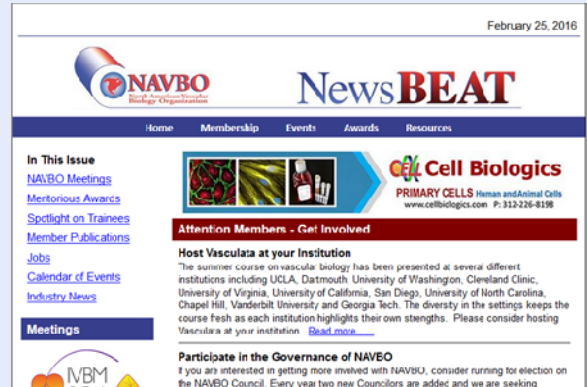 February 25, 2016
NAVBO
North American Vascular
Biology Organization
NEWSBEAT
Home Membership Events Awards Resources
In This Issue
NAVBO Meetings
Meritorious Awards
Spotlight on Trainees
Member Publications
Jobs
Calendar of Events
Industry News
Meetings
IVBM
CELL Cell Biologics
PRIMARY CELLS Human and Animal Cells
www.cellbiologics.com P: 312-226-8198
Attention Members - Get Involved
Host Vasculata at your Institution
The summer course on vascular biology has been presented at several different
institutions including UCLA, Dartmouth University of Washington, Cleveland Clinic,
University of Virginia, University of California, San Diego, University of North Carolina,
Chapel Hill, Vanderbilt University and Georgia Tech. The diversity in the settings keeps the
course fresh as each institution highlights their own strengths. Please consider hosting
Vasculata at your institution. Read more......
Participate in the Governance of NAVBO
If you are interested in getting more involved with NAVBO, consider running for election on
the NAVBO Council. Every year two new Councilors are added and we are seeking